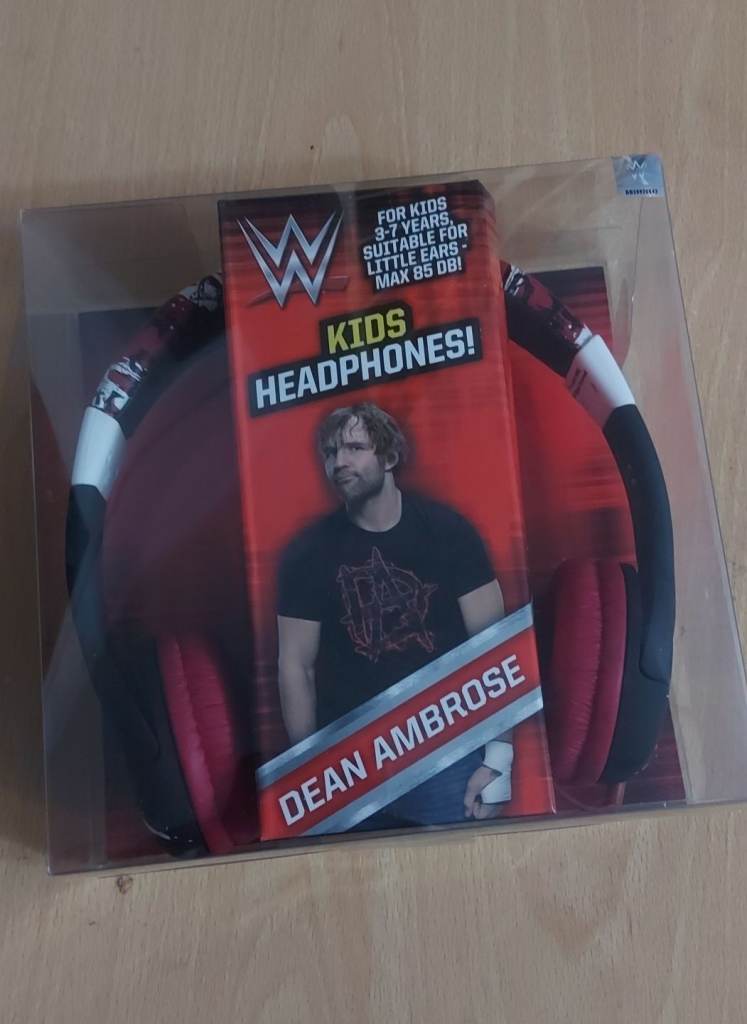 W
FOR KIDS
3-7 YEARS,
SUITABLE FOR
LITTLE EARS -
MAX 85 DB!
KIDS
HEADPHONES!
DEAN AMBROSE